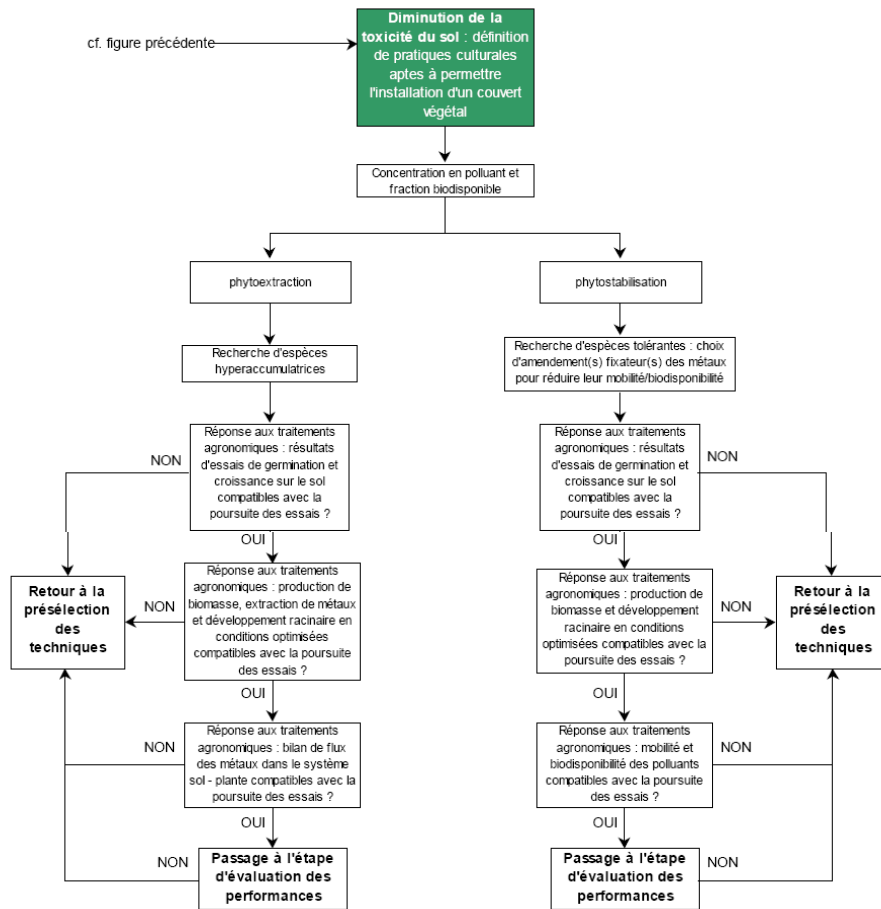 cf. figure précédente
Diminution de la
toxicité du sol : définition
de pratiques culturales
aptes à permettre
l'installation d'un couvert
végétal
Concentration en polluant et
fraction biodisponible
phytoextraction
phytostabilisation
Recherche d'espèces
hyperaccumulatrices
Recherche d'espèces tolérantes : choix
d'amendement(s) fixateur(s) des métaux
pour réduire leur mobilité/biodisponibilité
Réponse aux traitements
agronomiques : résultats
d'essais de germination et
croissance sur le sol
compatibles avec la
poursuite des essais ?
NON
OUI
Réponse aux traitements
agronomiques : résultats
d'essais de germination et
croissance sur le sol
compatibles avec la
poursuite des essais ?
NON
OUI
Retour à la
présélection
des
techniques
NON
Réponse aux traitements
agronomiques : production de
biomasse, extraction de métaux
et développement racinaire en
conditions optimisées
compatibles avec la poursuite
des essais ?
OUI
Réponse aux traitements
agronomiques : production de
biomasse et développement
racinaire en conditions
optimisées compatibles avec la
poursuite des essais ?
NON
OUI
Retour à la
présélection
des
techniques
NON
Réponse aux traitements
agronomiques : bilan de flux
des métaux dans le système
sol - plante compatibles avec la
poursuite des essais ?
OUI
Réponse aux traitements
agronomiques : mobilité et
biodisponibilité des polluants
compatibles avec la poursuite
des essais ?
NON
OUI
NON
Passage à l'étape
d'évaluation des
performances
Passage à l'étape
d'évaluation des
performances
NON